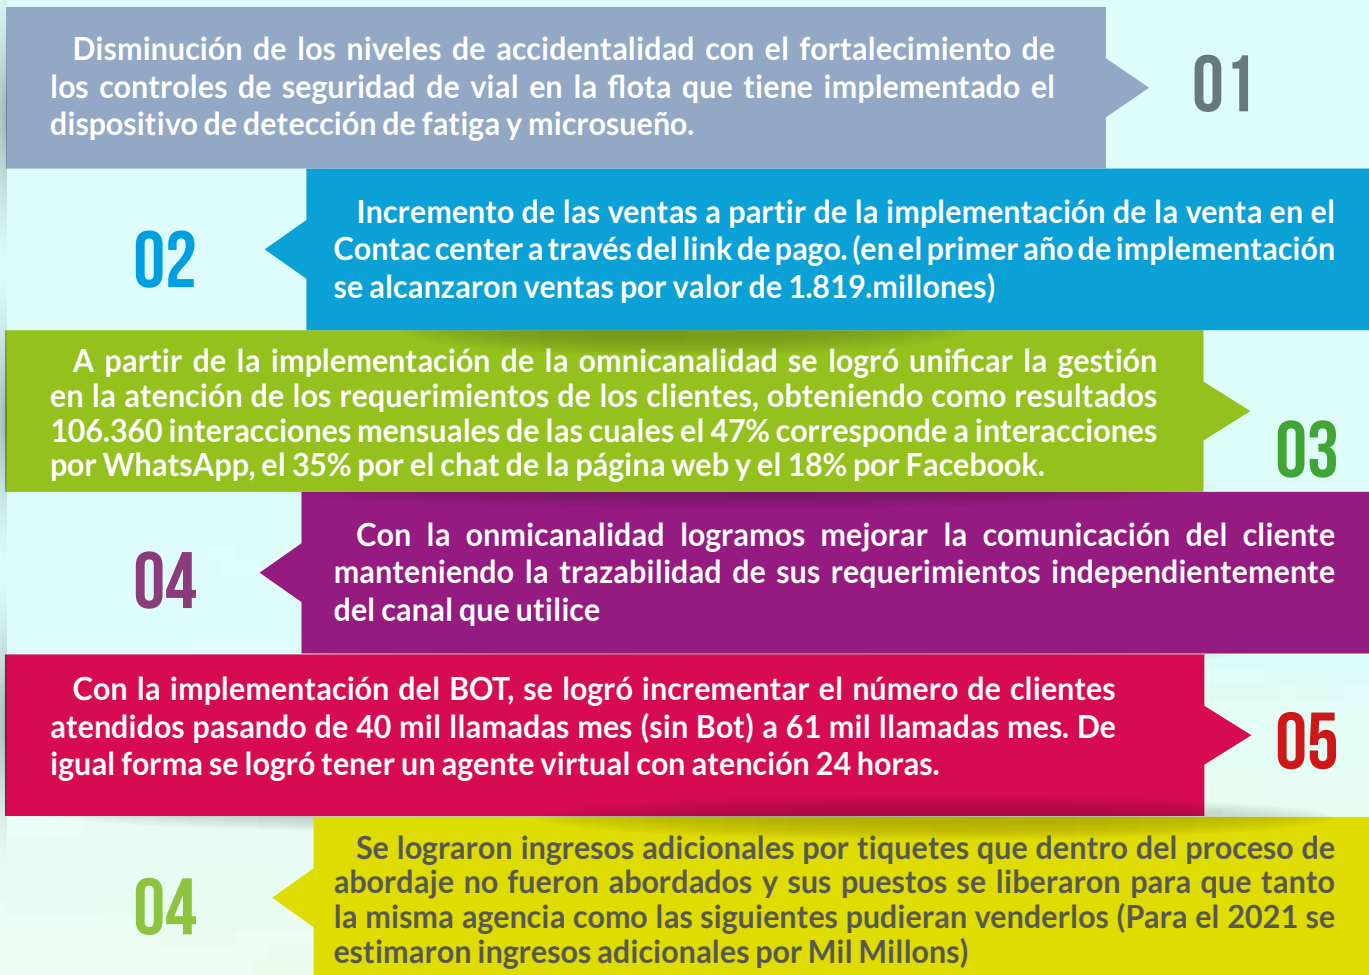 Disminución de los niveles de accidentalidad con el fortalecimiento de
los controles de seguridad de vial en la flota que tiene implementado el
dispositivo de detección de fatiga y microsueño.
01
02
Incremento de las ventas a partir de la implementación de la venta en el
Contac center a través del link de pago. (en el primer año de implementación
se alcanzaron ventas por valor de 1.819.millones)
A partir de la implementación de la omnicanalidad se logró unificar la gestión
en la atención de los requerimientos de los clientes, obteniendo como resultados
106.360 interacciones mensuales de las cuales el 47% corresponde a interacciones
por WhatsApp, el 35% por el chat de la página web y el 18% por Facebook.
03
04
Con la onmicanalidad logramos mejorar la comunicación del cliente
manteniendo la trazabilidad de sus requerimientos independientemente
del canal que utilice
Con la implementación del BOT, se logró incrementar el número de clientes
atendidos pasando de 40 mil llamadas mes (sin Bot) a 61 mil llamadas mes. De
igual forma se logró tener un agente virtual con atención 24 horas.
05
04
Se lograron ingresos adicionales por tiquetes que dentro del proceso de
abordaje no fueron abordados y sus puestos se liberaron para que tanto
la misma agencia como las siguientes pudieran venderlos (Para el 2021 se
estimaron ingresos adicionales por Mil Millons)